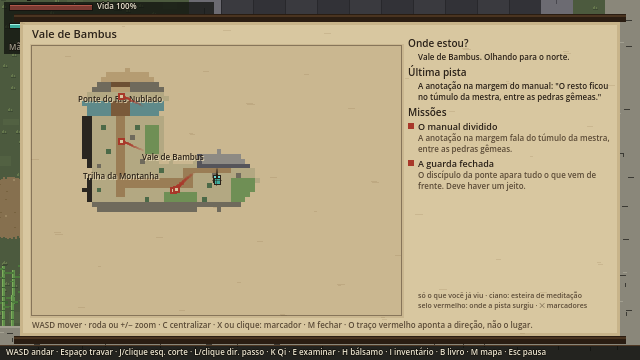 Vida 100%
Vale de Bambus
Onde estou?
Vale de Bambus. Olhando para o norte.
Última pista
A anotação na margem do manual: "O resto ficou
no túmulo da mestra, entre as pedras gêmeas."
Missões
O manual dividido
A anotação na margem fala do túmulo da mestra,
entre as pedras gêmeas.
A guarda fechada
O discípulo da ponte apara tudo o que vem de
frente. Deve haver um jeito.
Ponte do Rio Nublado
Vale de Bambus
Trilha da Montanha
só o que você já viu · ciano: esteira de meditação
selo vermelho: onde a pista surgiu · × marcadores
WASD mover · roda ou +/− zoom · C centralizar · X ou clique: marcador · M fechar · O traço vermelho aponta a direção, não o lugar.
WASD andar · Espaço travar · J/clique esq. corte · L/clique dir. passo · K Qi · E examinar · H bálsamo · I inventário · B livro · M mapa · Esc pausa